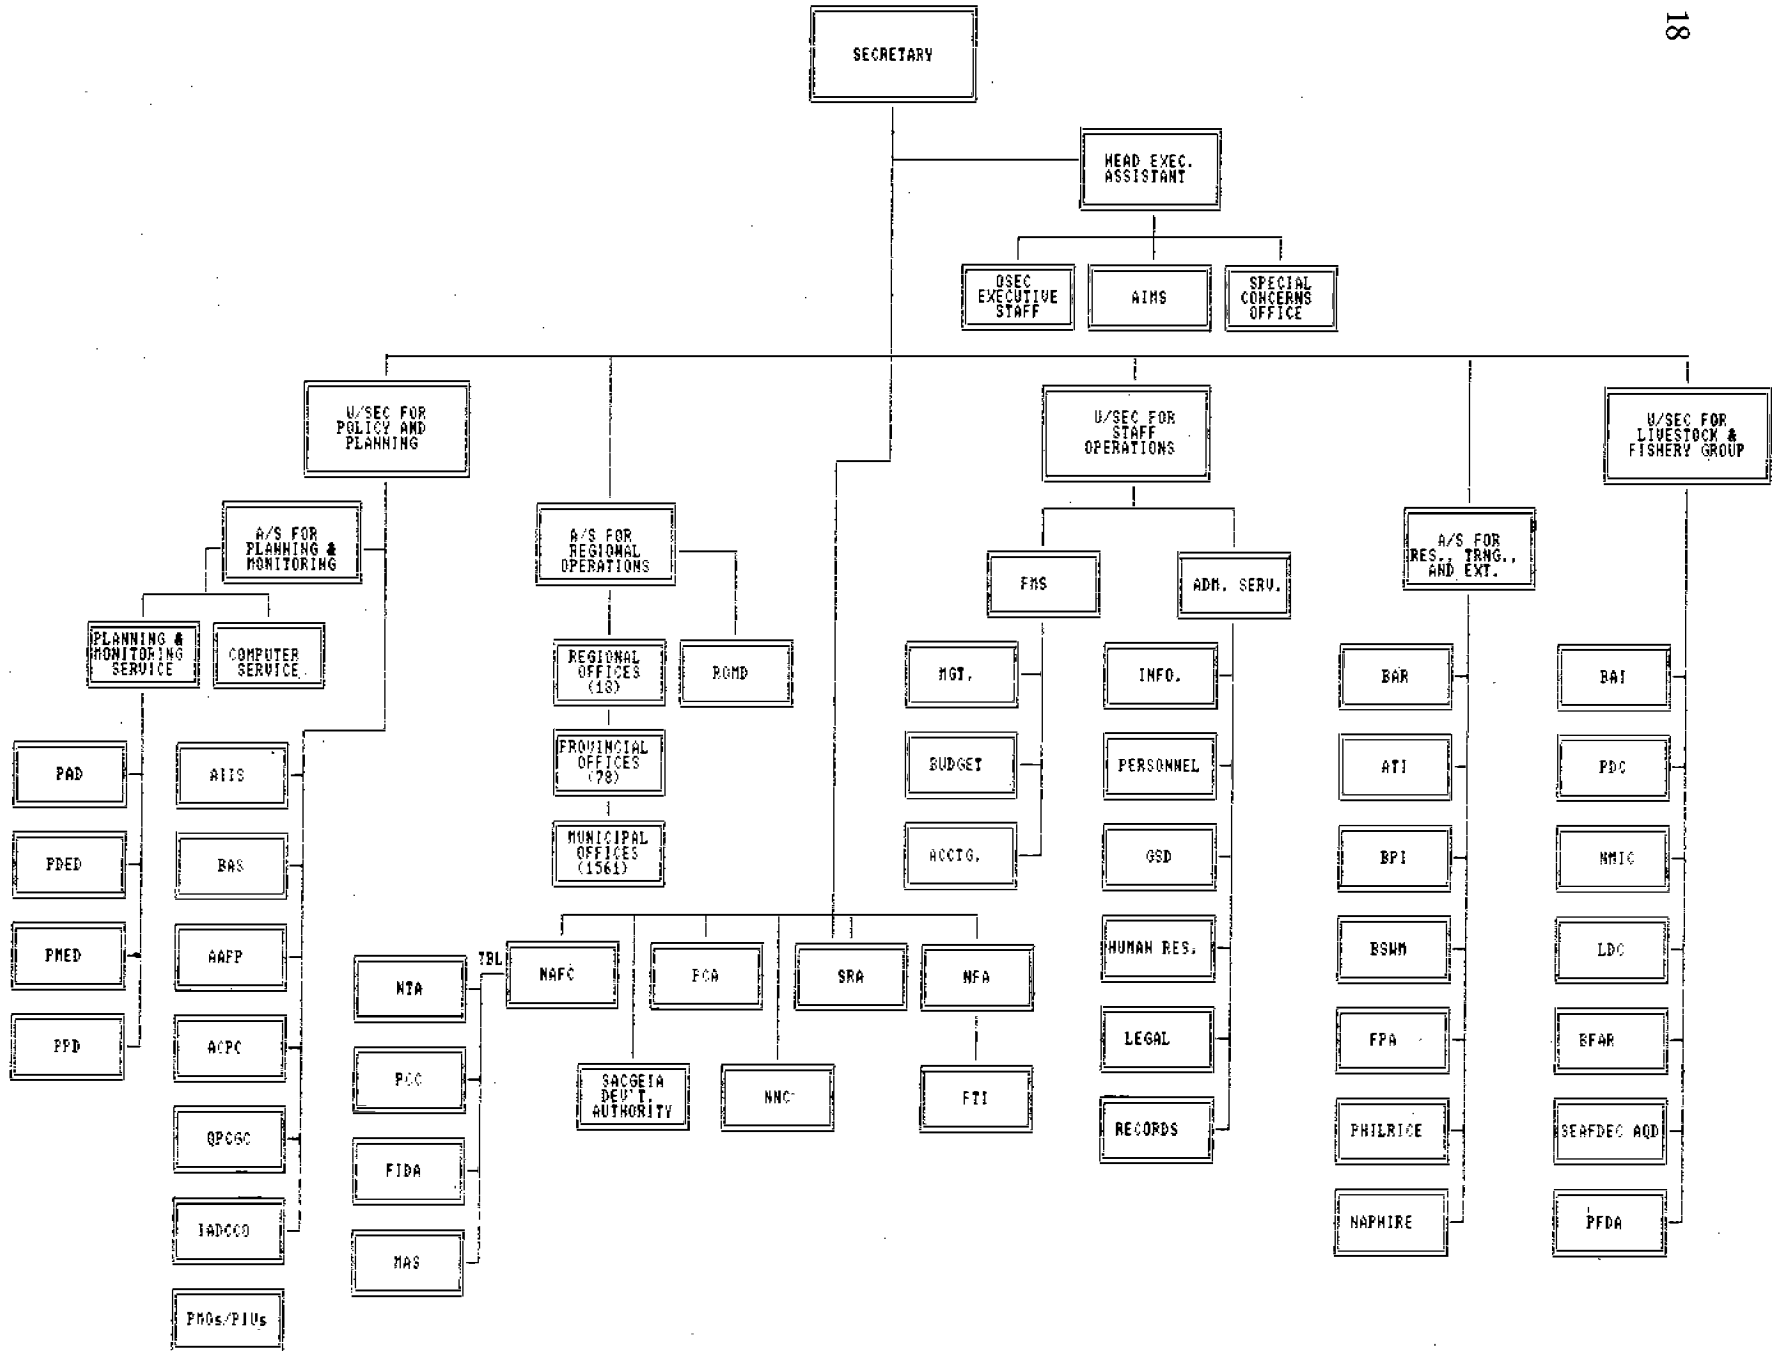 18
SECRETARY
HEAD EXEC.
ASSISTANT
OSEC
EXECUTIVE
STAFF
AIMS
SPECIAL
CONCERNS
OFFICE
U/SEC FOR
POLICY AND
PLANNING
U/SEC FOR
STAFF
OPERATIONS
U/SEC FOR
LIVESTOCK &
FISHERY GROUP
A/S FOR
PLANNING &
MONITORING
A/S FOR
REGIONAL
OPERATIONS
A/S FOR
RES., TRNG.,
AND EXT.
FMS
ADM. SERV.
PLANNING &
MONITORING
SERVICE
COMPUTER
SERVICE
REGIONAL
OFFICES
(13)
ROMD
MGT.
INFO.
BAR
BAI
PAD
AIIS
PROVINCIAL
OFFICES
(78)
BUDGET
PERSONNEL
ATI
PDC
PDED
BAS
MUNICIPAL
OFFICES
(1561)
ACCTG.
GSD
BPI
NMIC
PMED
AAFP
NTA
TBL
NAFC
PCA
SRA
NFA
HUMAN RES.
BSWM
LDC
PPD
ACPC
PCC
DEV'T.
AUTHORITY
NNC
FTI
LEGAL
FPA
BFAR
QPCGC
FIDA
RECORDS
PHILRICE
SEAFDEC AQD
IADCCO
MAS
NAPHIRE
PFDA
PMOs/PIUs